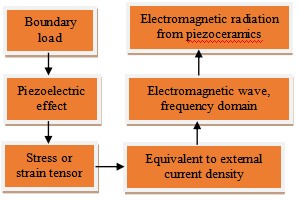 Boundary
load
Piezoelectric
effect
Stress or
strain tensor
Equivalent to external
current density
Electromagnetic wave,
frequency domain
Electromagnetic radiation
from piezoceramics